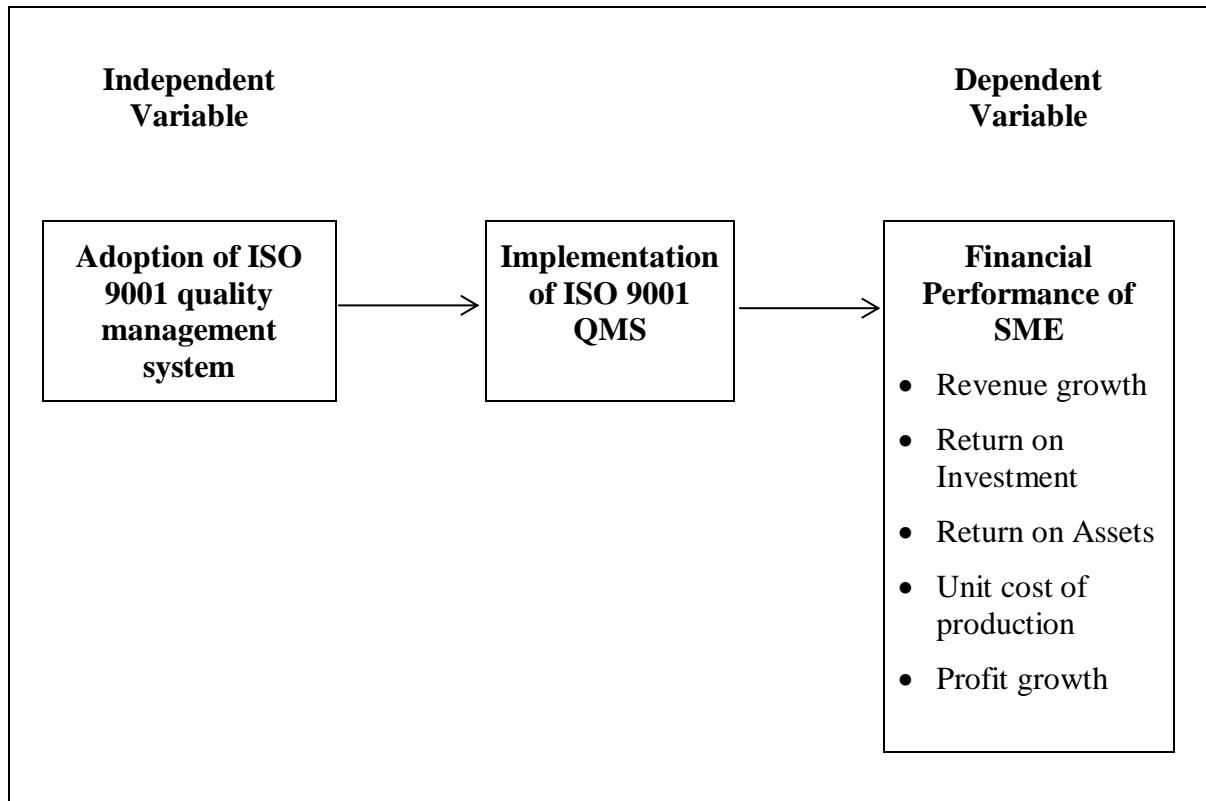 Independent
Variable
Dependent
Variable
Adoption of ISO
9001 quality
management
system
Implementation
of ISO 9001
QMS
Financial
Performance of
SME
• Revenue growth
• Return on
Investment
• Return on Assets
• Unit cost of
production
• Profit growth